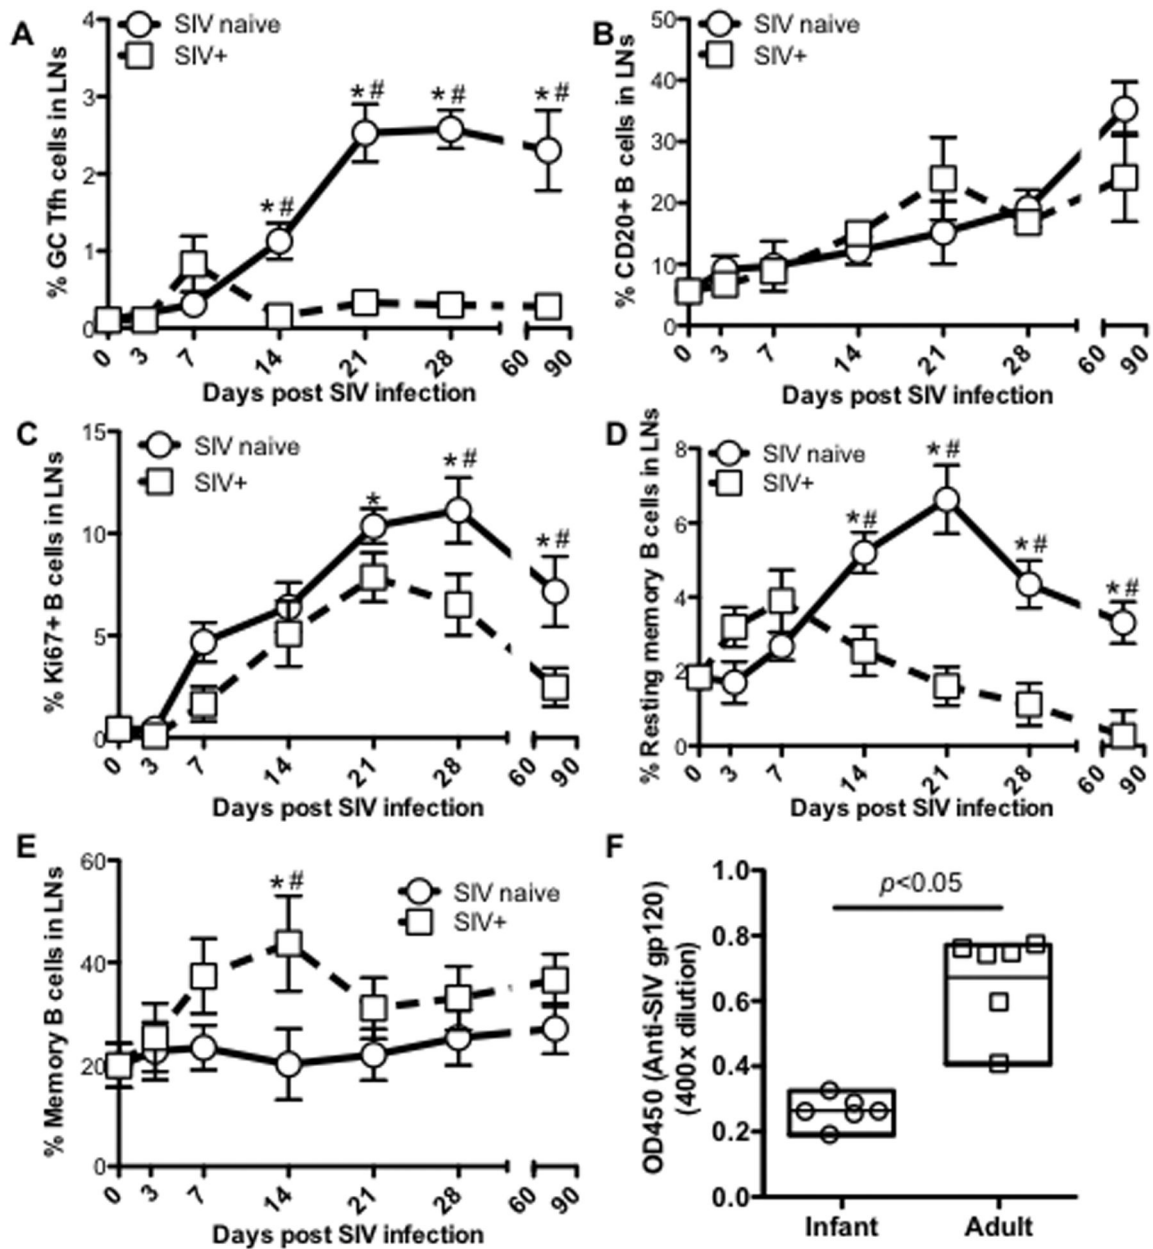 A
% GC Tfh cells in LNs
SIV naive
SIV+
4
3
2
1
0
*#
*#
*#
*#
0 3 7 14 21 28 60 90
Days post SIV infection
B
% CD20+ B cells in LNs
SIV naive
SIV+
50
40
30
20
10
0
0 3 7 14 21 28 60 90
Days post SIV infection
C
% Ki67+ B cells in LNs
SIV naive
SIV+
15
10
5
0
*
*#
*#
0 3 7 14 21 28 60 90
Days post SIV infection
D
% Resting memory B cells in LNs
SIV naive
SIV+
8
6
4
2
0
*#
*#
*#
*#
0 3 7 14 21 28 60 90
Days post SIV infection
E
% Memory B cells in LNs
SIV naive
SIV+
60
40
20
0
*#
0 3 7 14 21 28 60 90
Days post SIV infection
F
OD450 (Anti-SIV gp120)
(400x dilution)
1.0
0.8
0.6
0.4
0.2
0.0
p<0.05
Infant Adult